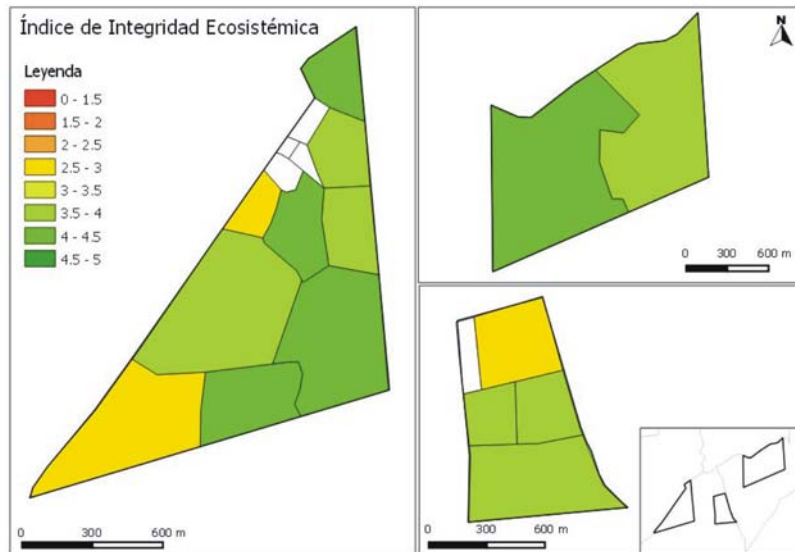 Índice de Integridad Ecosistémica
Leyenda
0 - 1.5
1.5 - 2
2 - 2.5
2.5 - 3
3 - 3.5
3.5 - 4
4 - 4.5
4.5 - 5
0 300 600 m
N
0 300 600 m
0 300 600 m